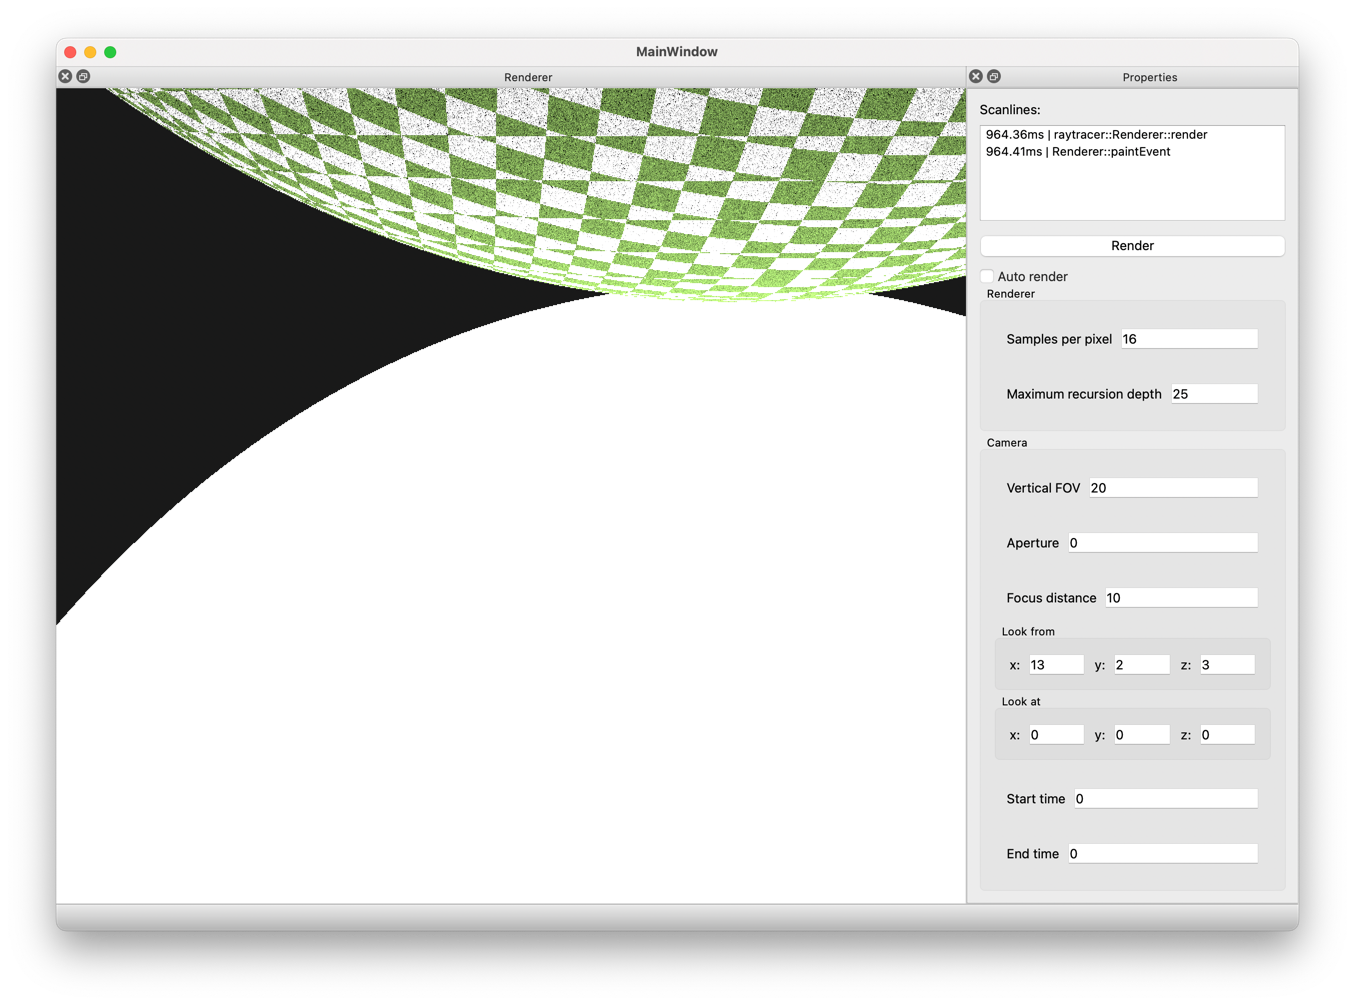 MainWindow
Renderer
Properties
Scanlines:
964.36ms | raytracer::Renderer::render
964.41ms | Renderer::paintEvent
Render
Auto render
Renderer
Samples per pixel 16
Maximum recursion depth 25
Camera
Vertical FOV 20
Aperture 0
Focus distance 10
Look from
x: 13 y: 2 z: 3
Look at
x: 0 y: 0 z: 0
Start time 0
End time 0